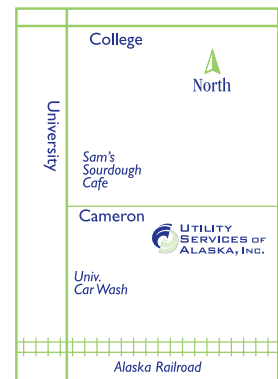 College
North
University
Sam's
Sourdough
Cafe
Cameron
UTILITY
SERVICES OF
ALASKA, INC.
Univ.
Car Wash
Alaska Railroad